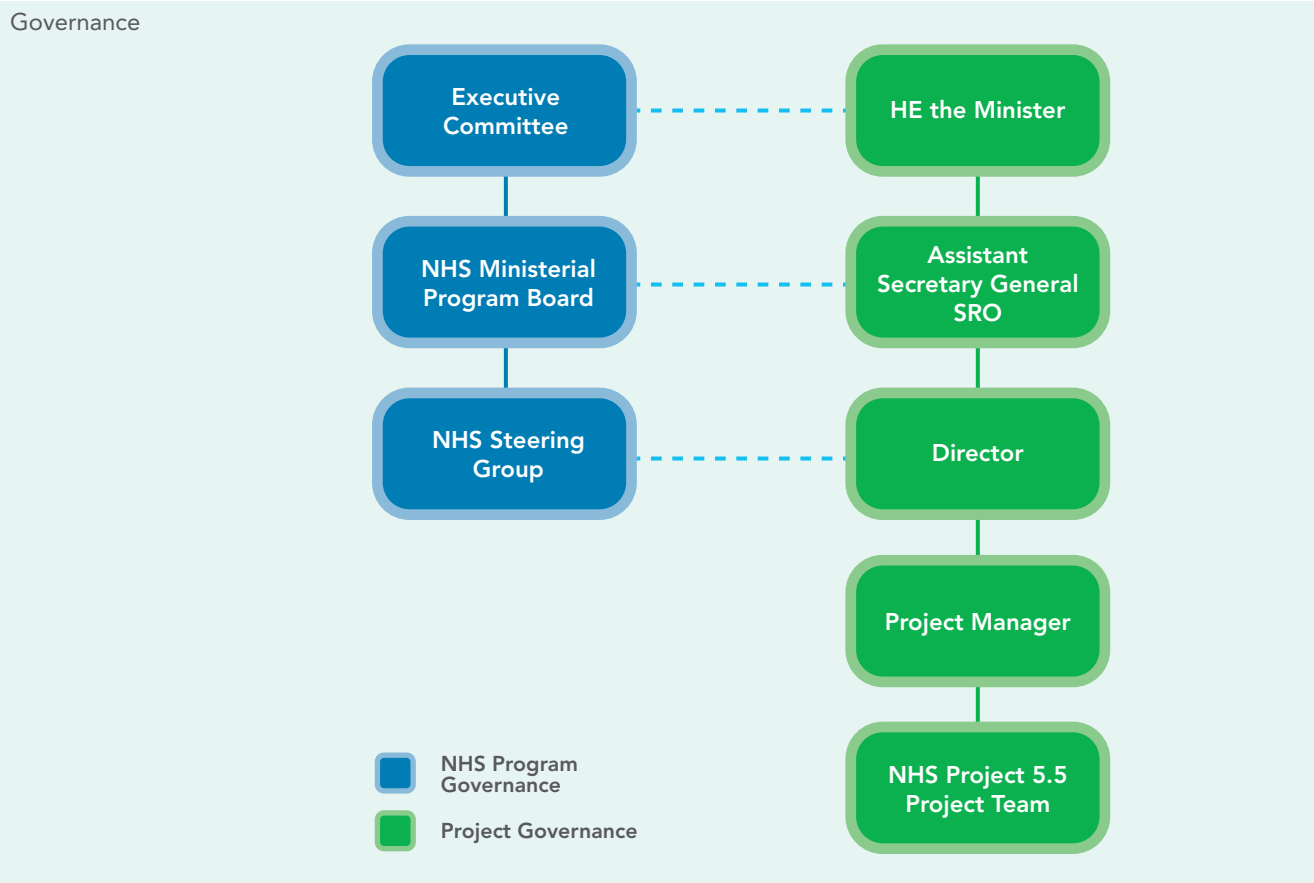 Governance
Executive
Committee
HE the Minister
NHS Ministerial
Program Board
Assistant
Secretary General
SRO
NHS Steering
Group
Director
Project Manager
NHS Project 5.5
Project Team
NHS Program
Governance
Project Governance